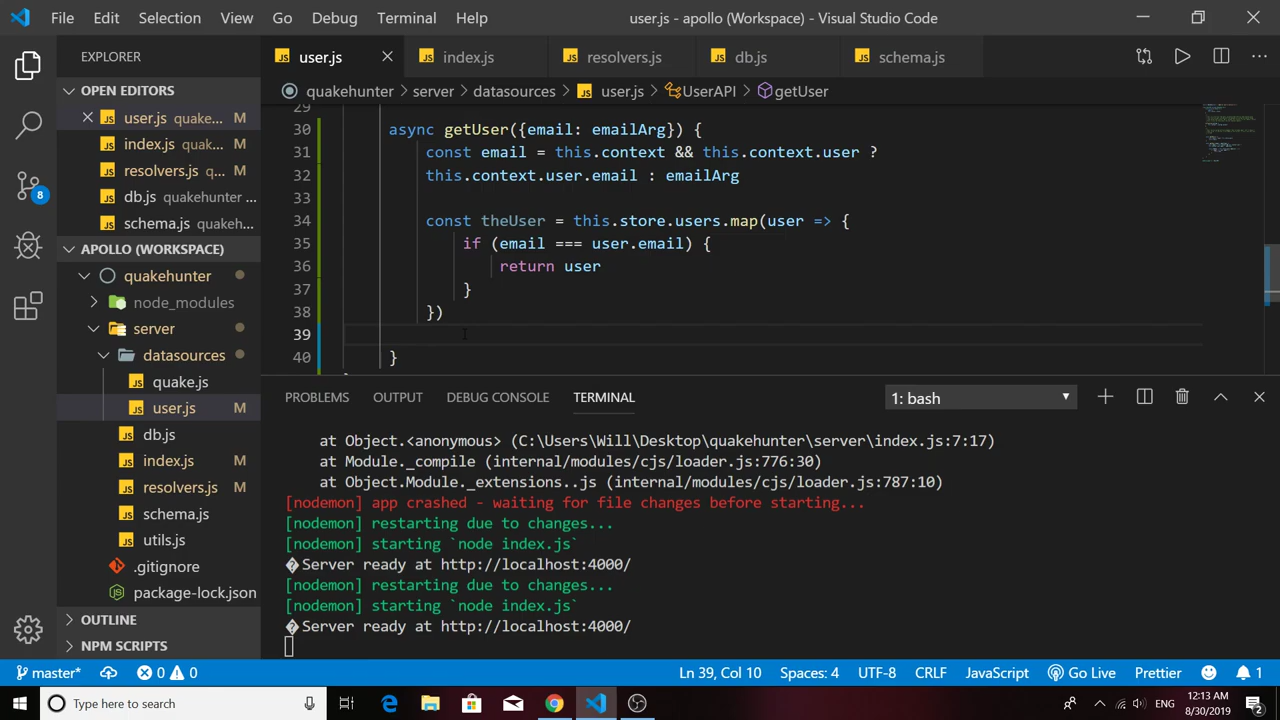 File Edit Selection View Go Debug Terminal Help
user.js - apollo (Workspace) - Visual Studio Code
EXPLORER
user.js
index.js
resolvers.js
db.js
schema.js
OPEN EDITORS
user.js quake... M
index.js quak... M
resolvers.js q... M
db.js quakehunter ...
schema.js quakeh...
APOLLO (WORKSPACE)
quakehunter
node_modules
server
datasources
quake.js
user.js M
db.js
index.js M
resolvers.js M
schema.js
utils.js
.gitignore
package-lock.json
OUTLINE
NPM SCRIPTS
quakehunter > server > datasources > user.js > UserAPI > getUser
29
30 async getUser({email: emailArg}) {
31 const email = this.context && this.context.user ?
32 this.context.user.email : emailArg
33
34 const theUser = this.store.users.map(user => {
35 if (email === user.email) {
36 return user
37 }
38 })
39
40 }
PROBLEMS OUTPUT DEBUG CONSOLE TERMINAL
1: bash
at Object.<anonymous> (C:\Users\Will\Desktop\quakehunter\server\index.js:7:17)
at Module._compile (internal/modules/cjs/loader.js:776:30)
at Object.Module._extensions..js (internal/modules/cjs/loader.js:787:10)
[nodemon] app crashed - waiting for file changes before starting...
[nodemon] restarting due to changes...
[nodemon] starting `node index.js`
�Server ready at http://localhost:4000/
[nodemon] restarting due to changes...
[nodemon] starting `node index.js`
�Server ready at http://localhost:4000/
8
master* 0 0
Ln 39, Col 10 Spaces: 4 UTF-8 CRLF JavaScript Go Live Prettier 1
Type here to search
ENG
12:13 AM
8/30/2019
2